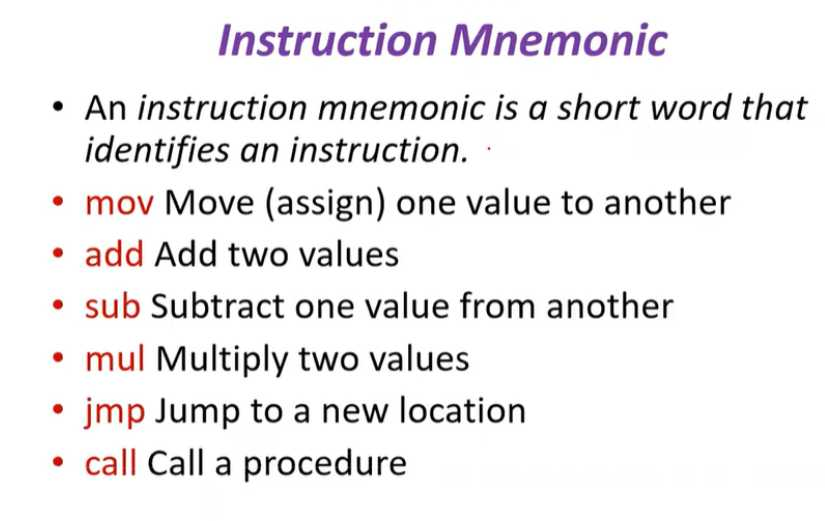 Instruction Mnemonic
• An instruction mnemonic is a short word that
identifies an instruction.
• mov Move (assign) one value to another
• add Add two values
• sub Subtract one value from another
• mul Multiply two values
• jmp Jump to a new location
• call Call a procedure